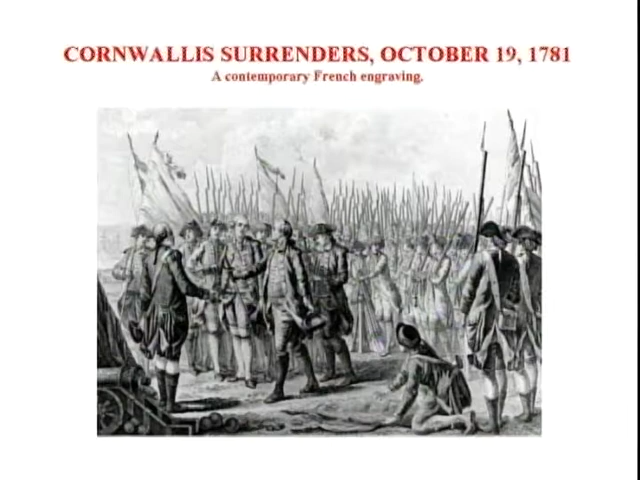 CORNWALLIS SURRENDERS, OCTOBER 19, 1781
A contemporary French engraving.